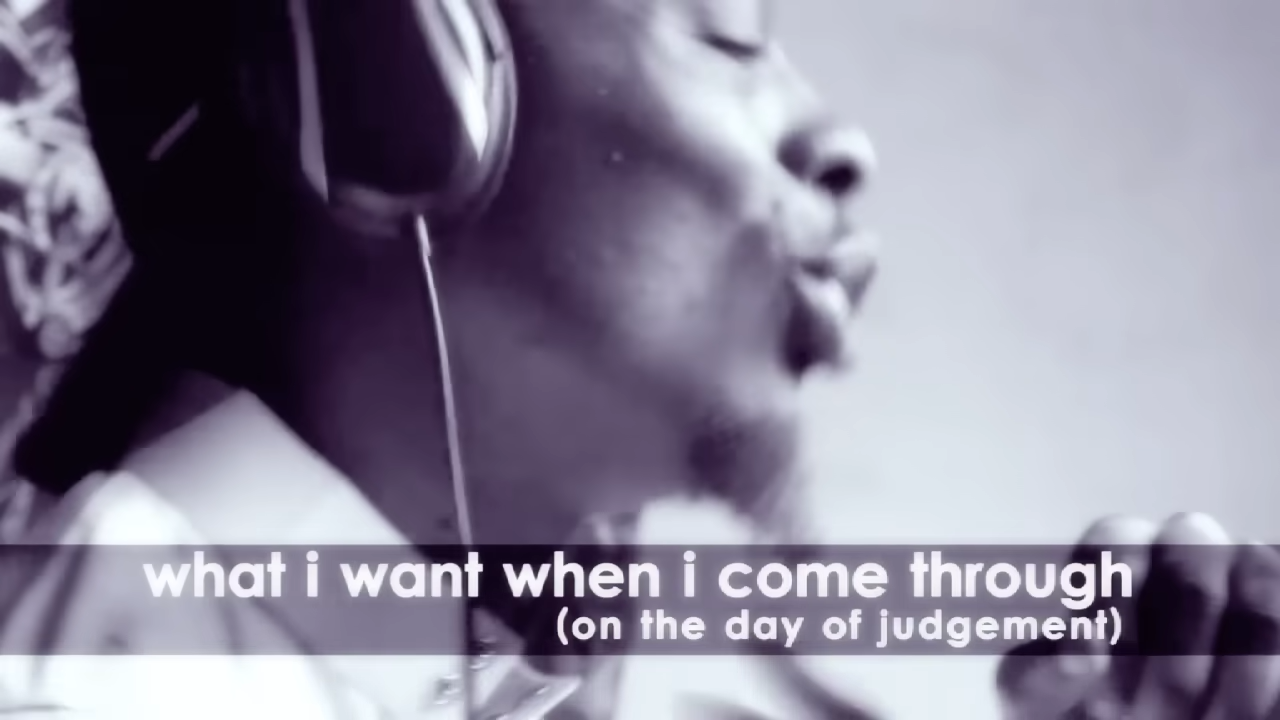 what i want when i come through
(on the day of judgement)